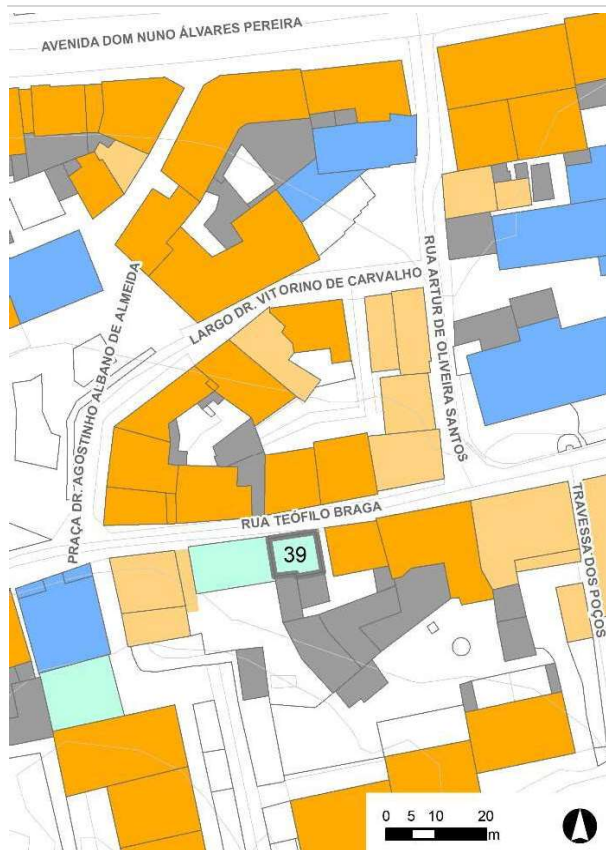 AVENIDA DOM NUNO ÁLVARES PEREIRA
LARGO DR. VITORINO DE CARVALHO
RUA ARTUR DE OLIVEIRA SANTOS
PRAÇA DR. AGOSTINHO ALBANO DE ALMEIDA
RUA TEÓFILO BRAGA
TRAVESSA DOS POÇOS
39
0 5 10 20
m